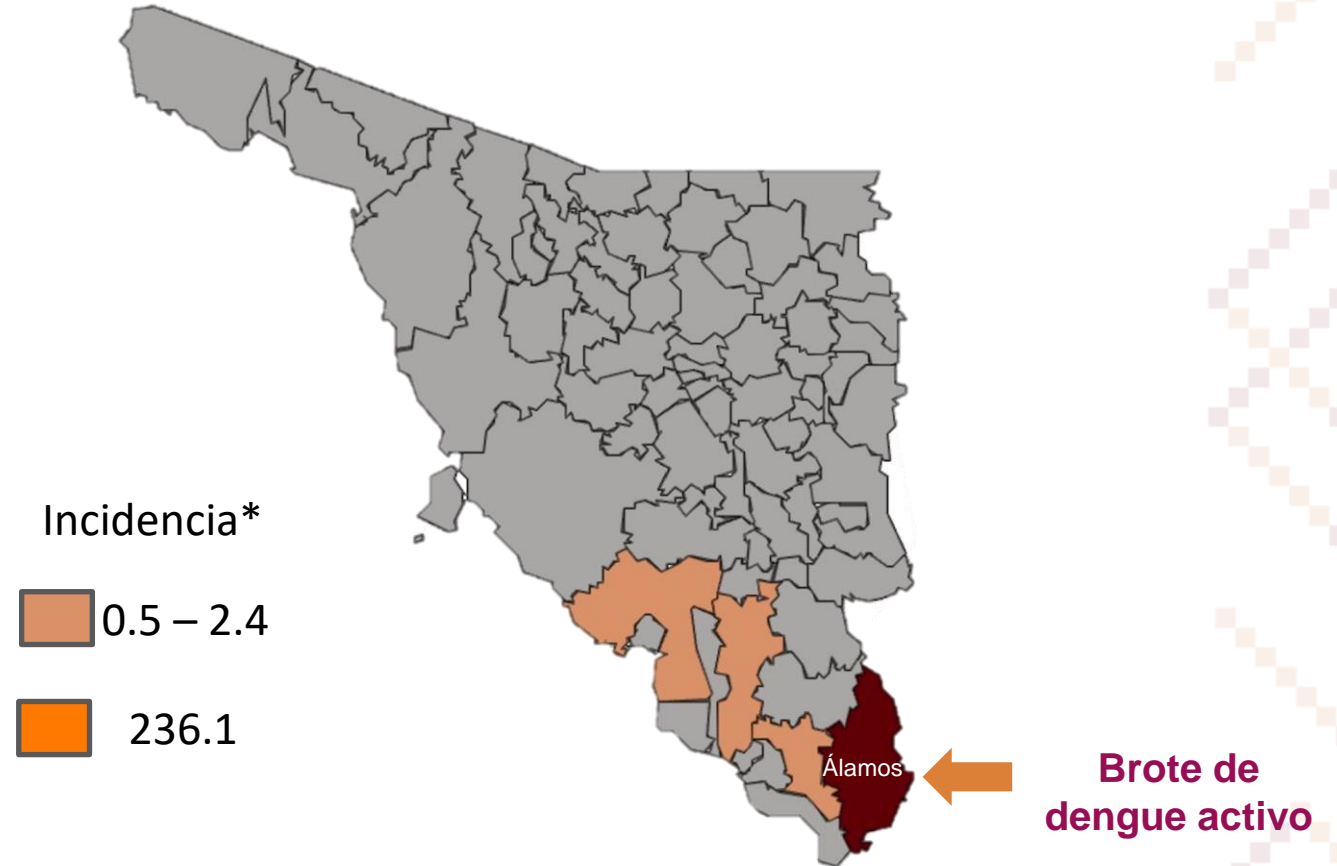 Incidencia*
0.5 – 2.4
236.1
Álamos
Brote de
dengue activo